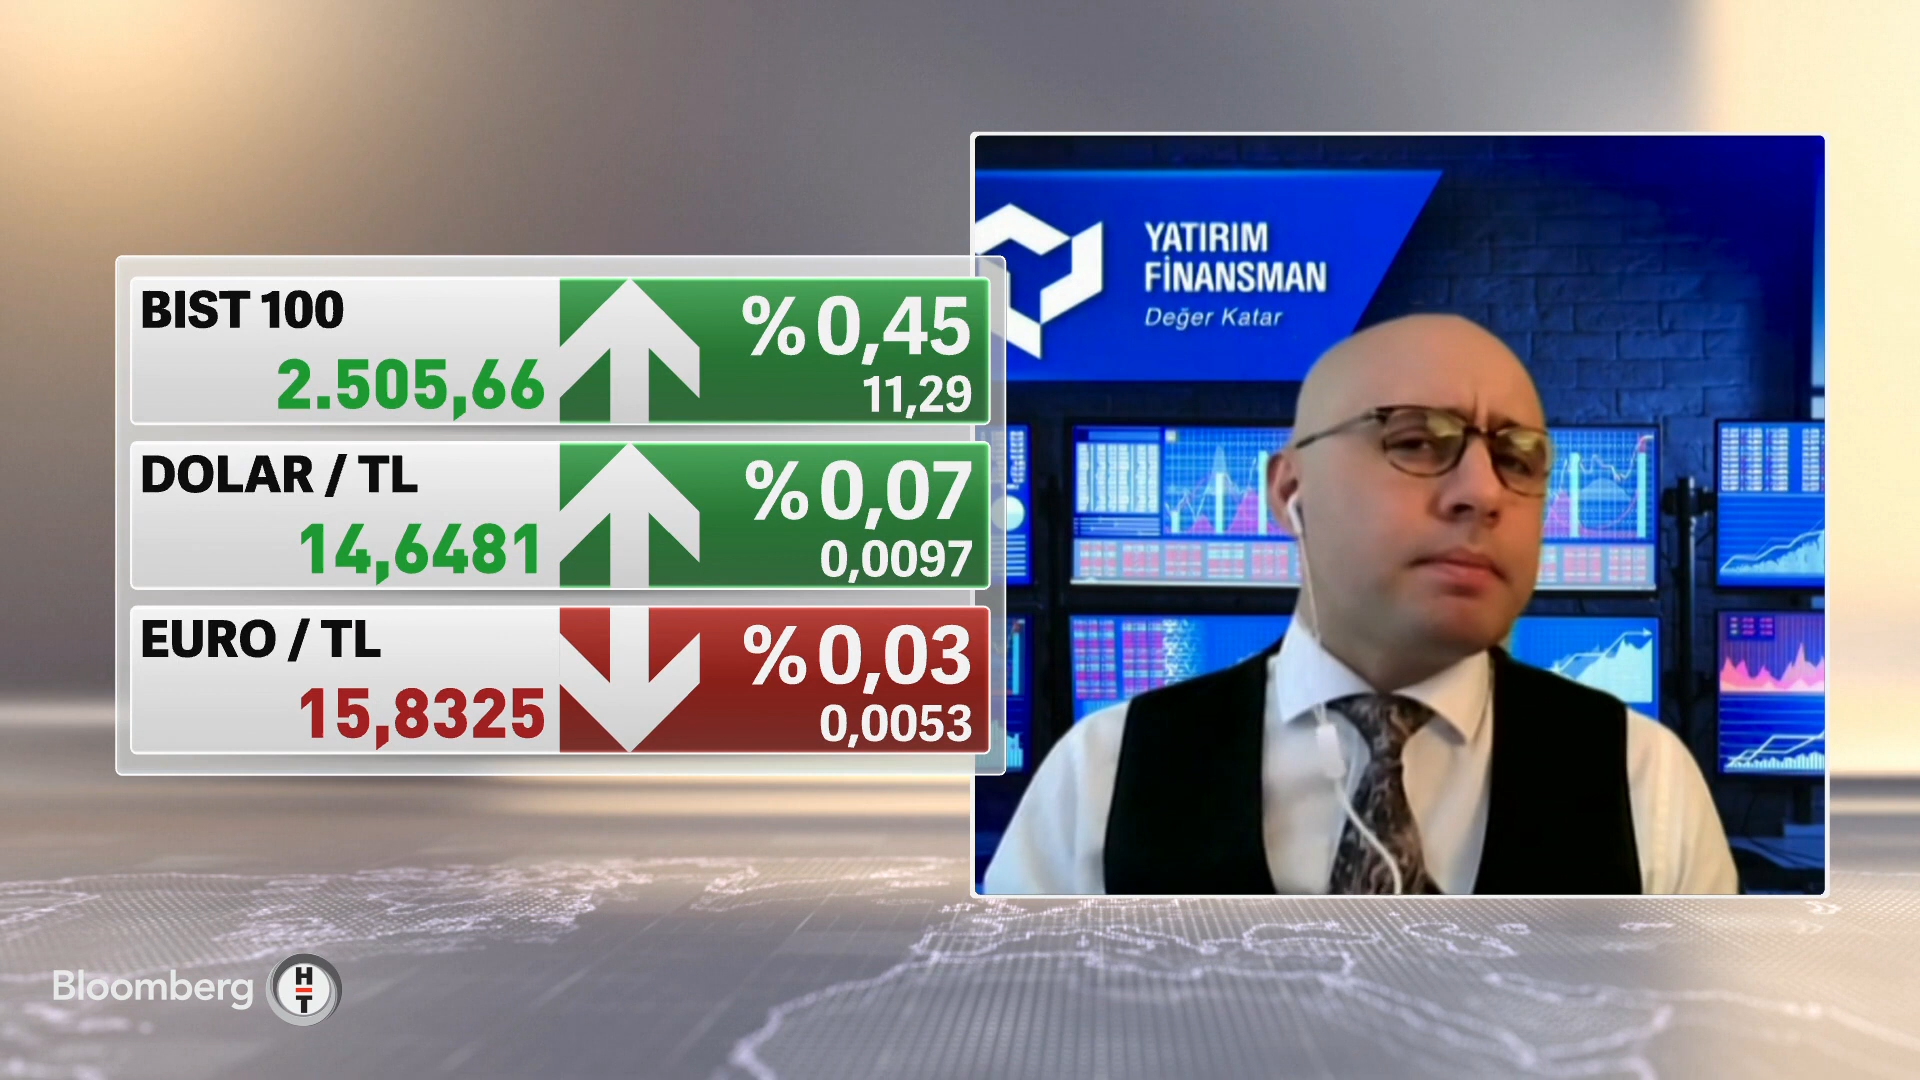 BIST 100
2.505,66
%0,45
11,29
DOLAR / TL
14,6481
%0,07
0,0097
EURO / TL
15,8325
%0,03
0,0053
YATIRIM
FİNANSMAN
Değer Katar
Bloomberg HT